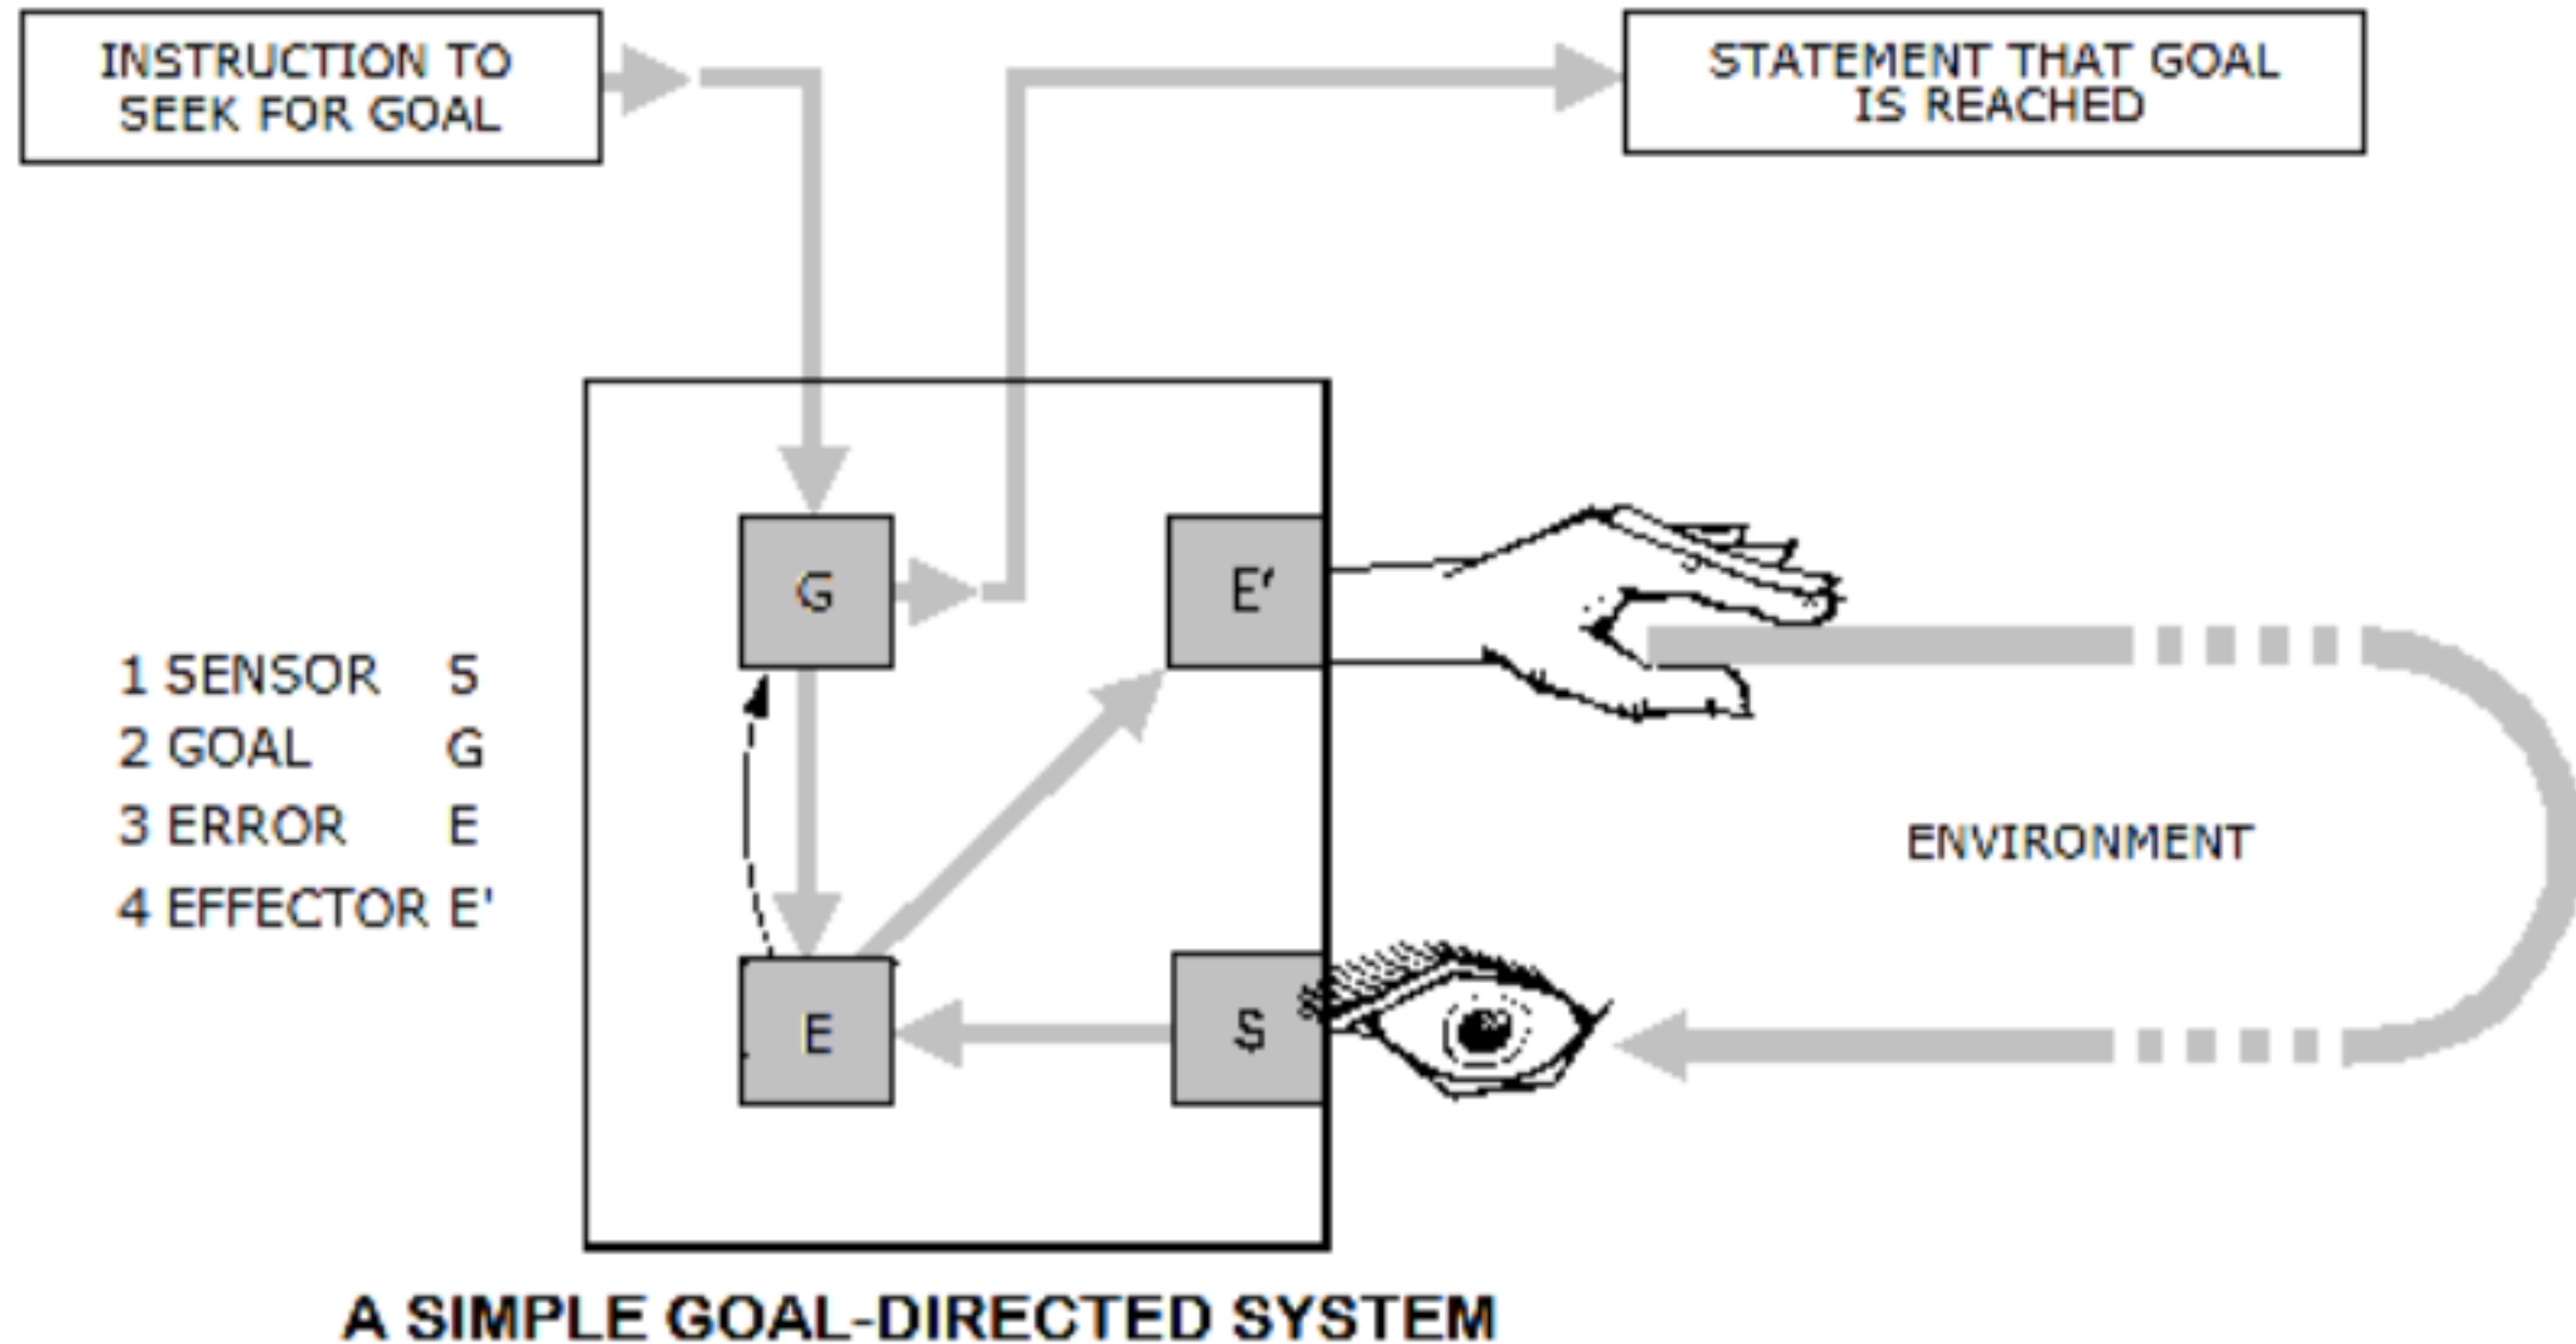 INSTRUCTION TO
SEEK FOR GOAL
STATEMENT THAT GOAL
IS REACHED
G
E'
1 SENSOR S
2 GOAL G
3 ERROR E
4 EFFECTOR E'
ENVIRONMENT
E
S
A SIMPLE GOAL-DIRECTED SYSTEM